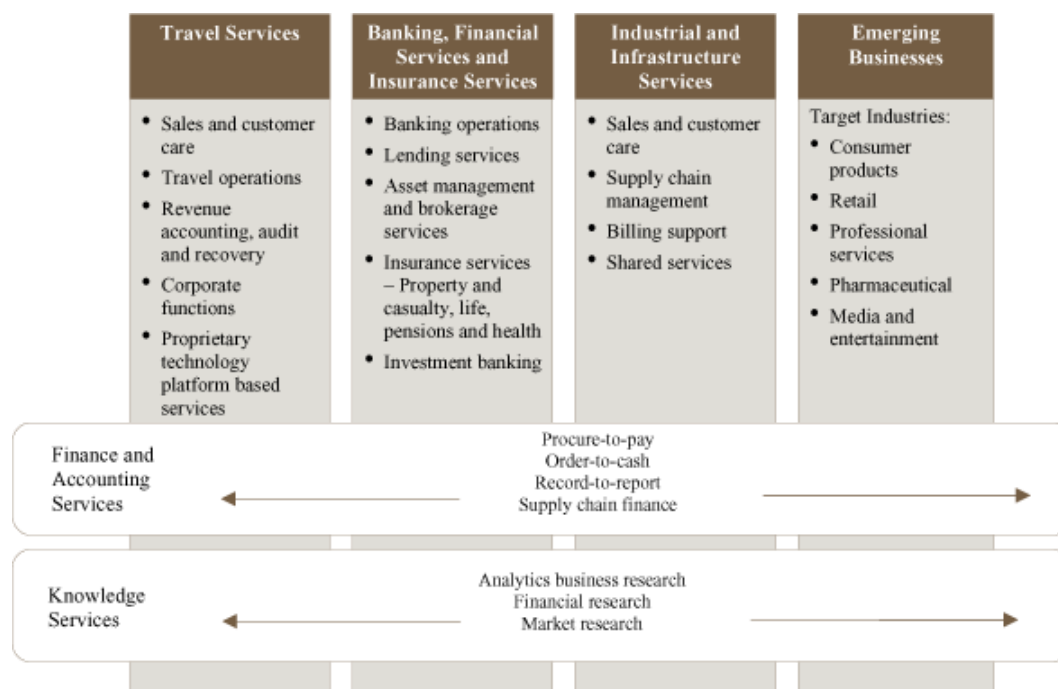 Travel Services
• Sales and customer
care
• Travel operations
• Revenue
accounting, audit
and recovery
• Corporate
functions
• Proprietary
technology
platform based
services
Banking, Financial
Services and
Insurance Services
• Banking operations
• Lending services
• Asset management
and brokerage
services
• Insurance services
– Property and
casualty, life,
pensions and health
• Investment banking
Industrial and
Infrastructure
Services
• Sales and customer
care
• Supply chain
management
• Billing support
• Shared services
Emerging
Businesses
Target Industries:
• Consumer
products
• Retail
• Professional
services
• Pharmaceutical
• Media and
entertainment
Finance and
Accounting
Services
Procure-to-pay
Order-to-cash
Record-to-report
Supply chain finance
Knowledge
Services
Analytics business research
Financial research
Market research